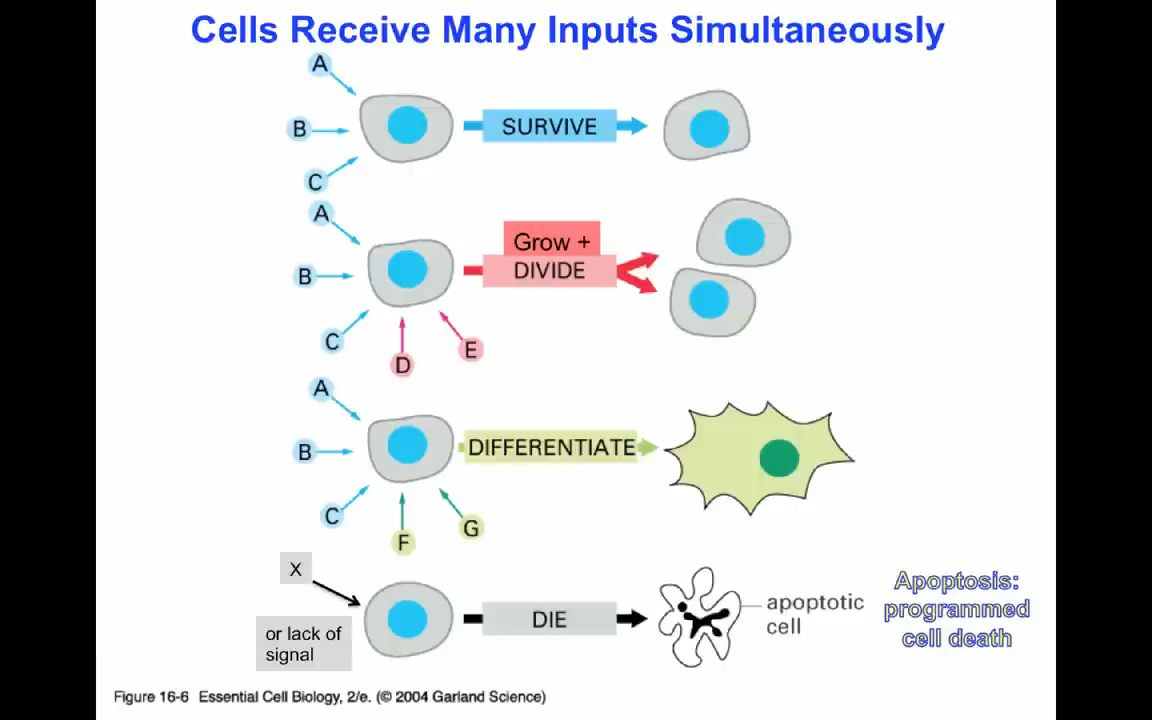 Cells Receive Many Inputs Simultaneously
A
B
C
SURVIVE
A
B
C
D
E
Grow +
DIVIDE
A
B
C
F
G
DIFFERENTIATE
X
or lack of
signal
DIE
apoptotic
cell
Apoptosis:
programmed
cell death
Figure 16-6 Essential Cell Biology, 2/e. (© 2004 Garland Science)